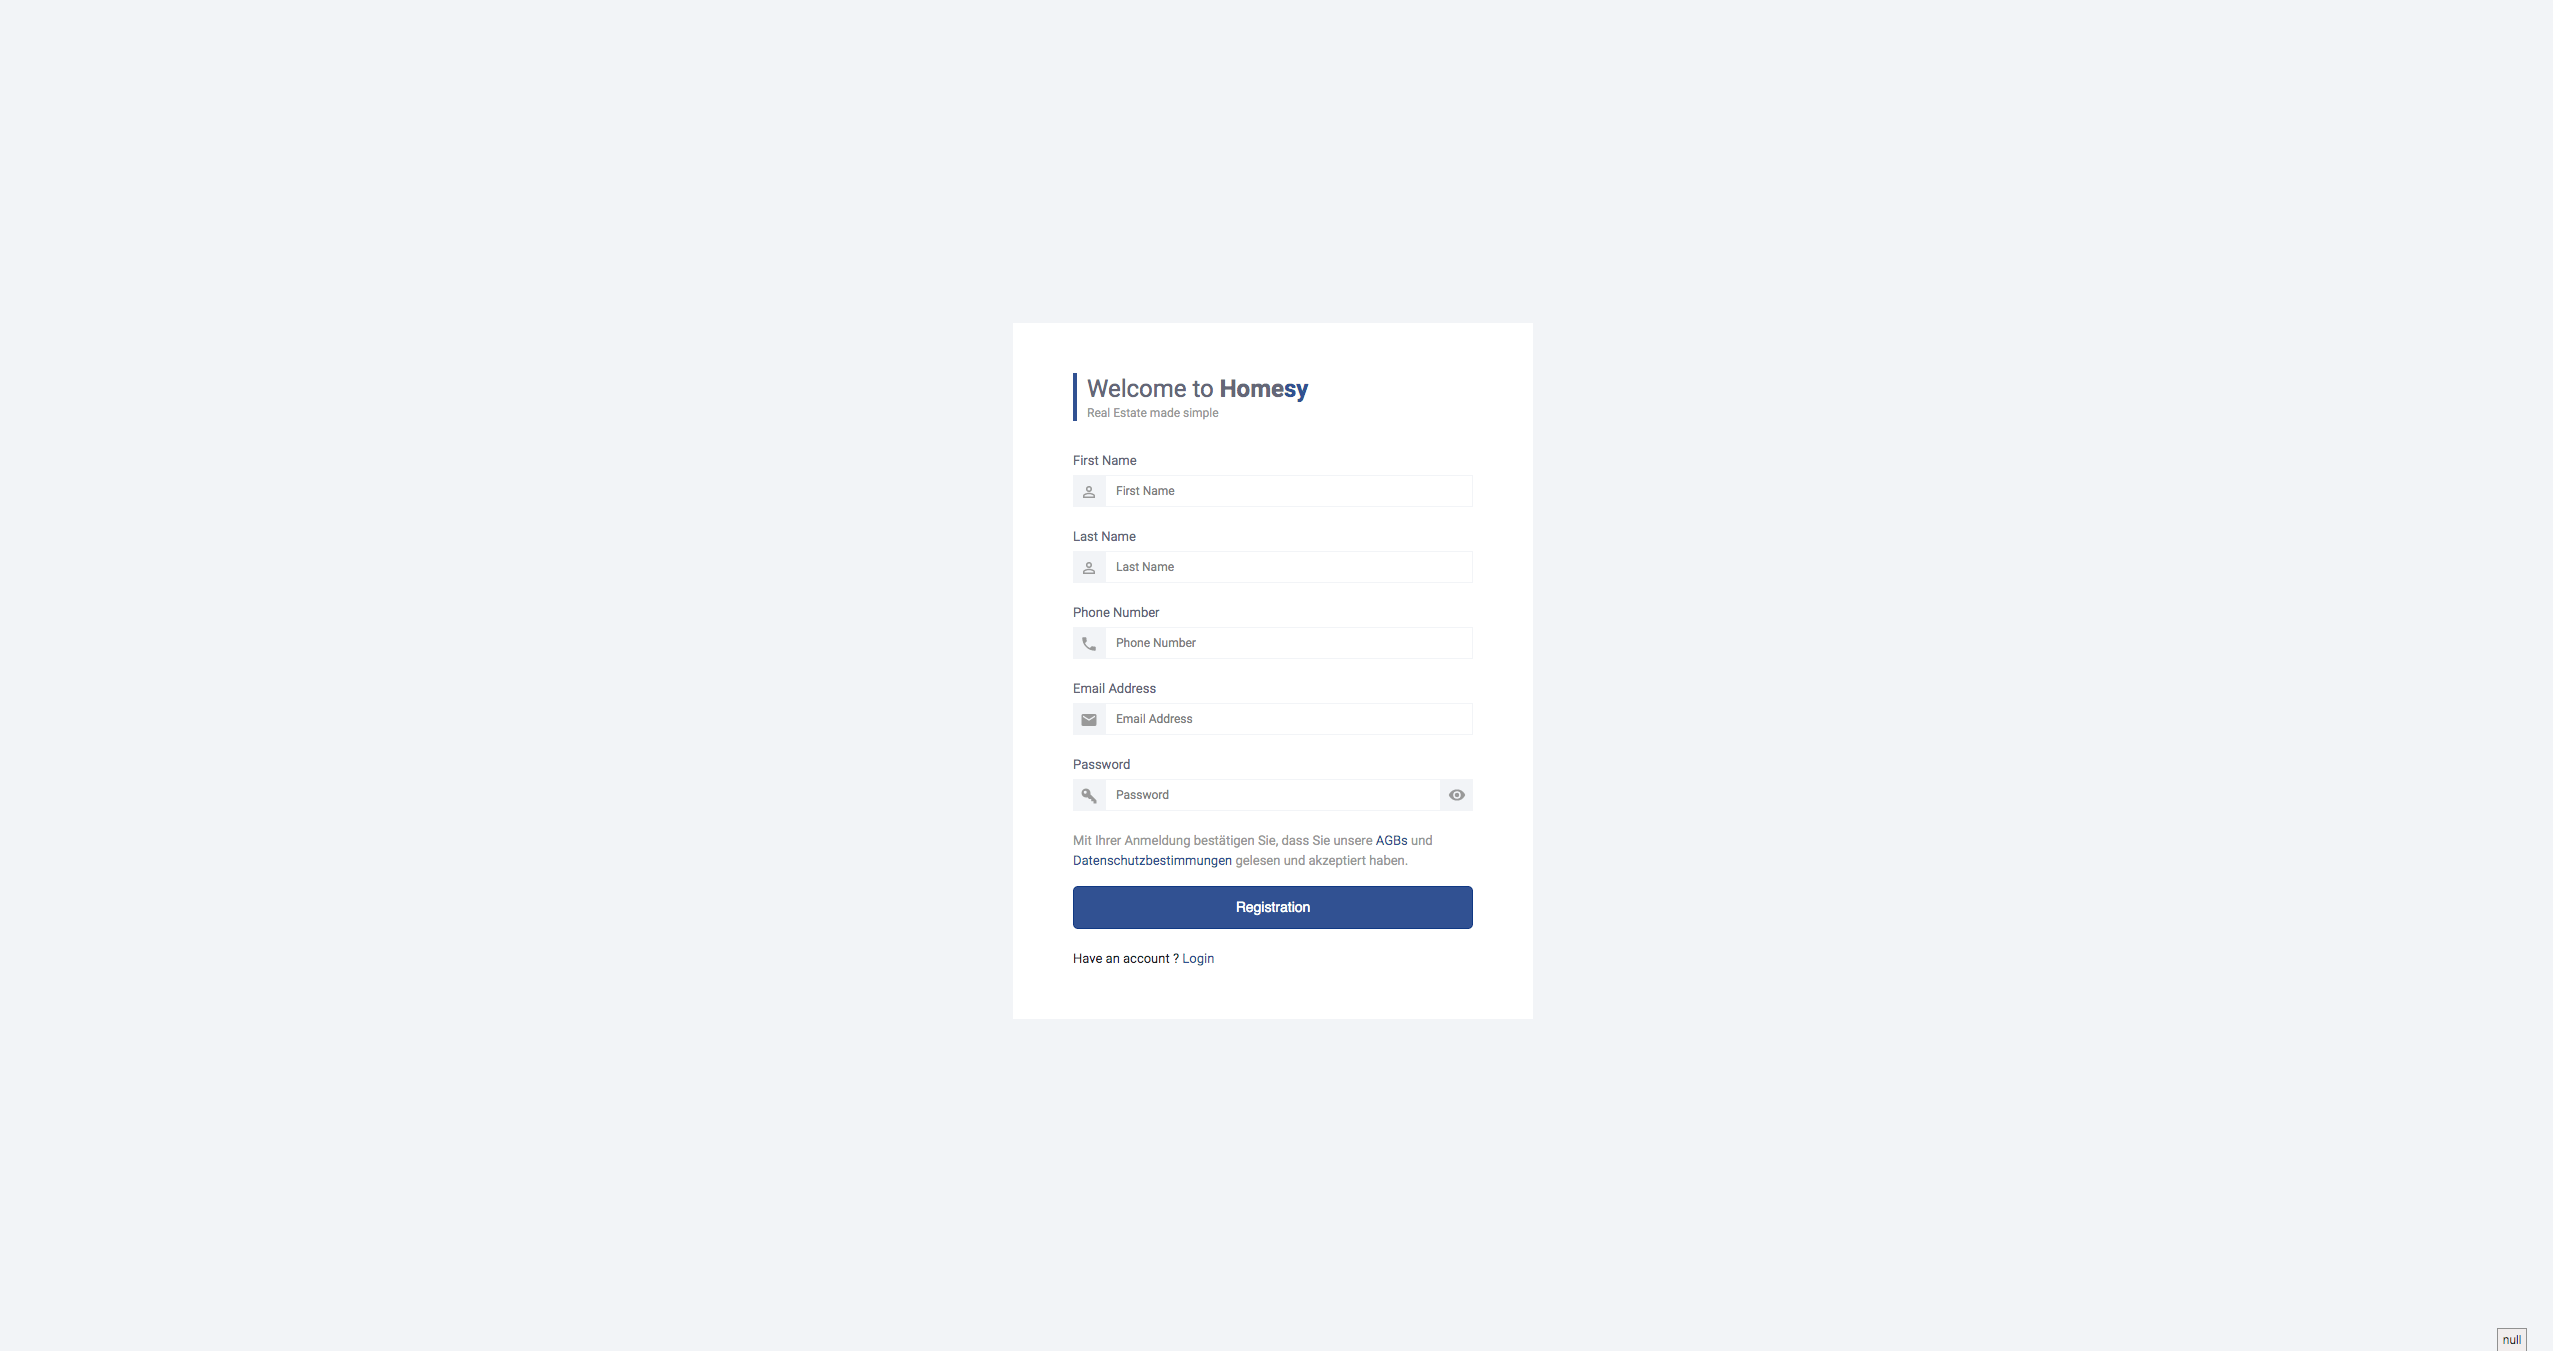 Welcome to Homesy
Real Estate made simple
First Name
First Name
Last Name
Last Name
Phone Number
Phone Number
Email Address
Email Address
Password
Password
Mit Ihrer Anmeldung bestätigen Sie, dass Sie unsere AGBs und
Datenschutzbestimmungen gelesen und akzeptiert haben.
Registration
Have an account ? Login
null